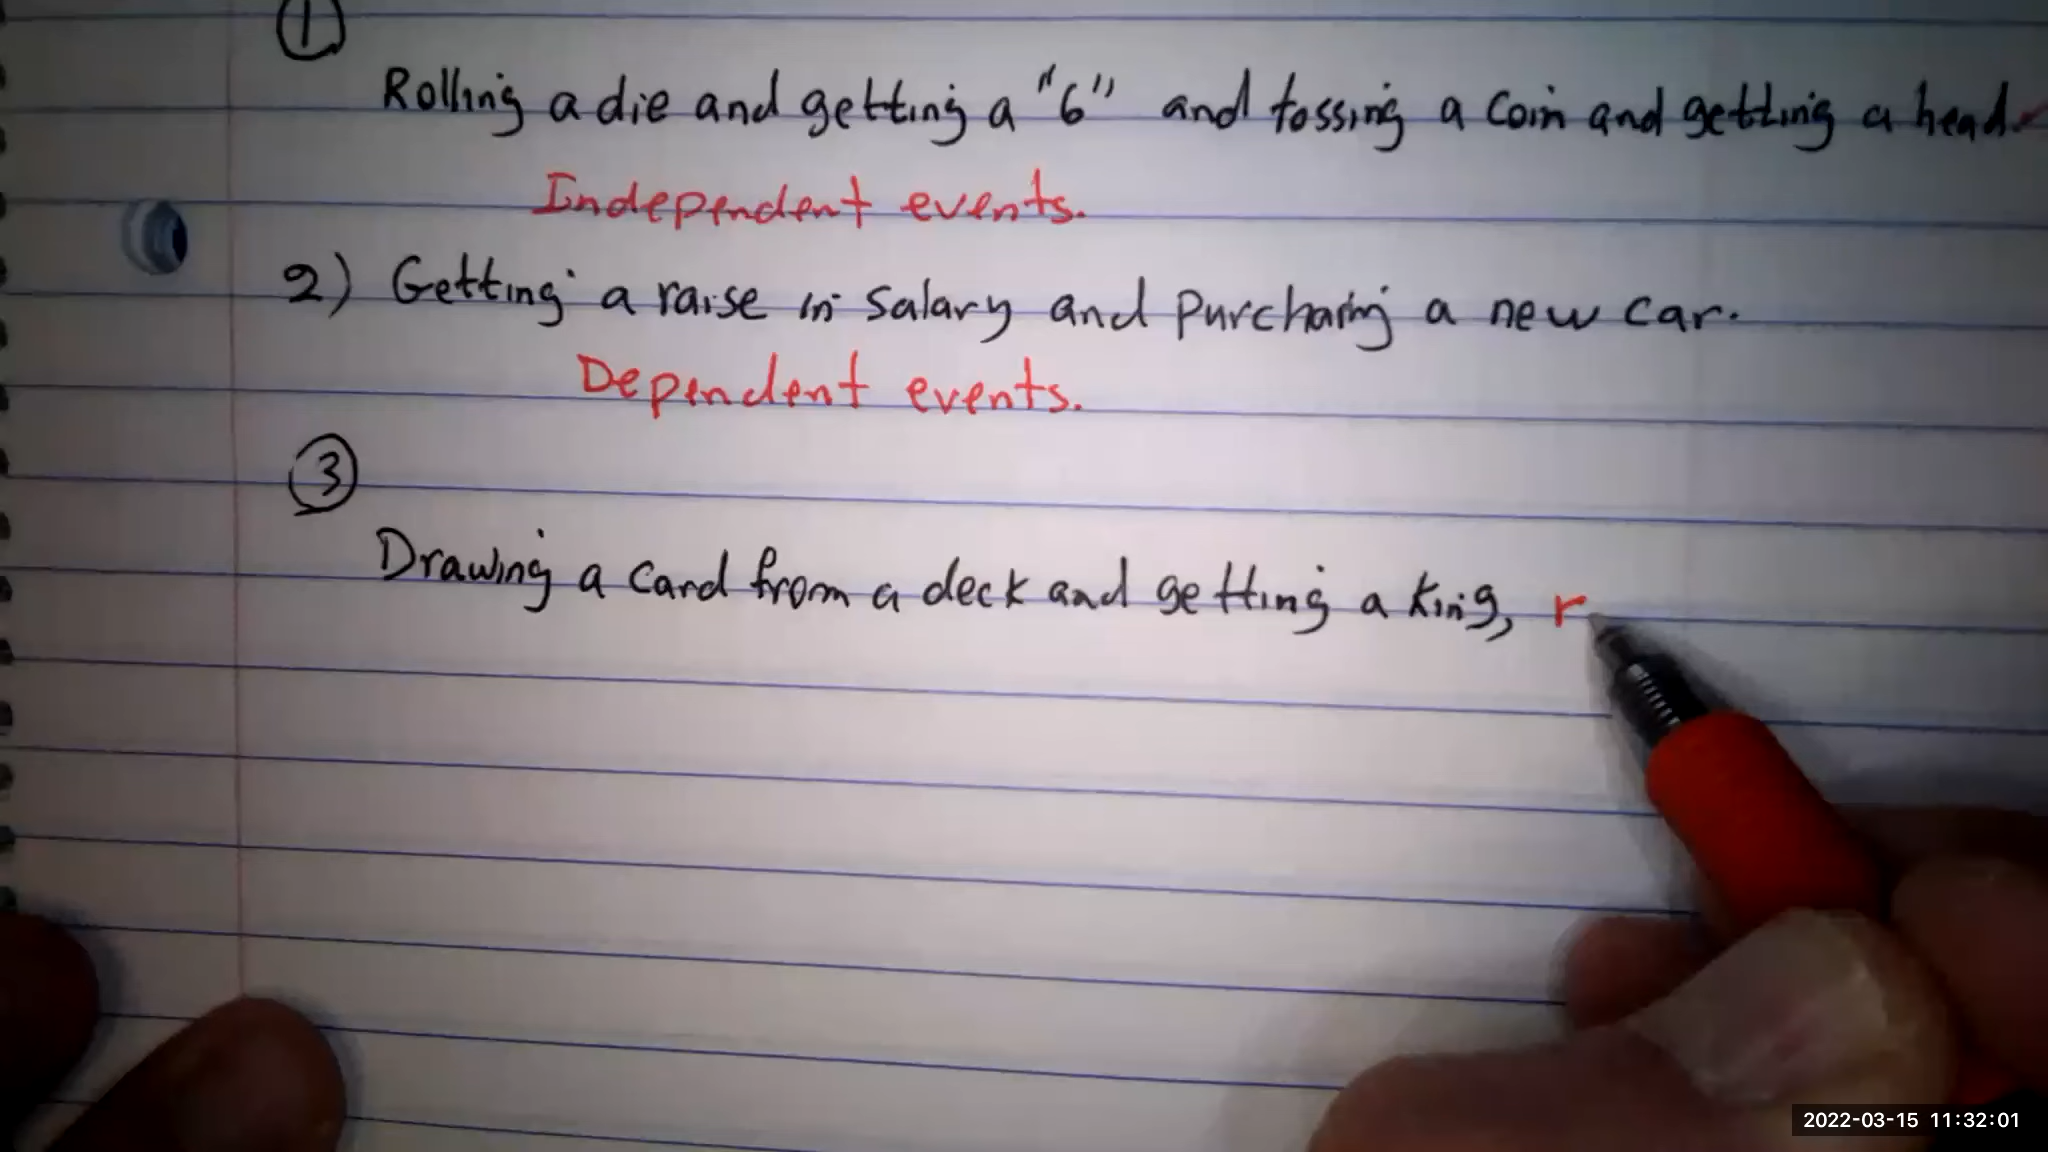 1
Rolling a die and getting a "6" and tossing a coin and getting a head.
Independent events.
2) Getting a raise in salary and purchasing a new car.
Dependent events.
3
Drawing a card from a deck and getting a king, r
2022-03-15 11:32:01